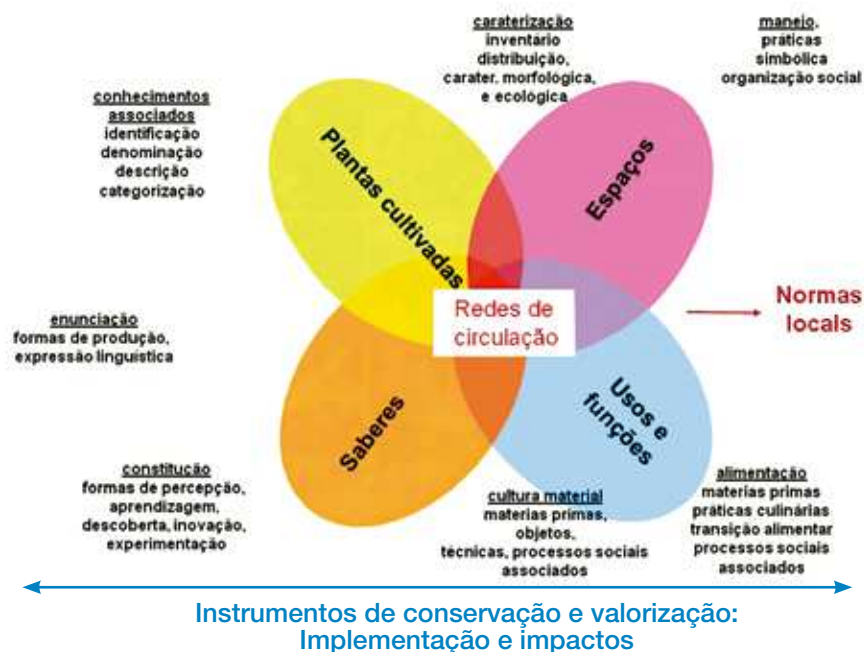 caraterização
inventário
distribuição,
carater, morfológica,
e ecológica
manejo,
práticas
simbólica
organização social
conhecimentos
associados
identificação
denominação
descrição
categorização
Plantas cultivadas
Espaços
enunciação
formas de produção,
expressão linguística
Redes de
circulação
Normas
locals
Saberes
Usos e
funções
constitução
formas de percepção,
aprendizagem,
descoberta, inovação,
experimentação
cultura material
materias primas,
objetos,
técnicas, processos sociais
associados
alimentação
materias primas
práticas culinárias
transição alimentar
processos sociais
associados
Instrumentos de conservação e valorização:
Implementação e impactos